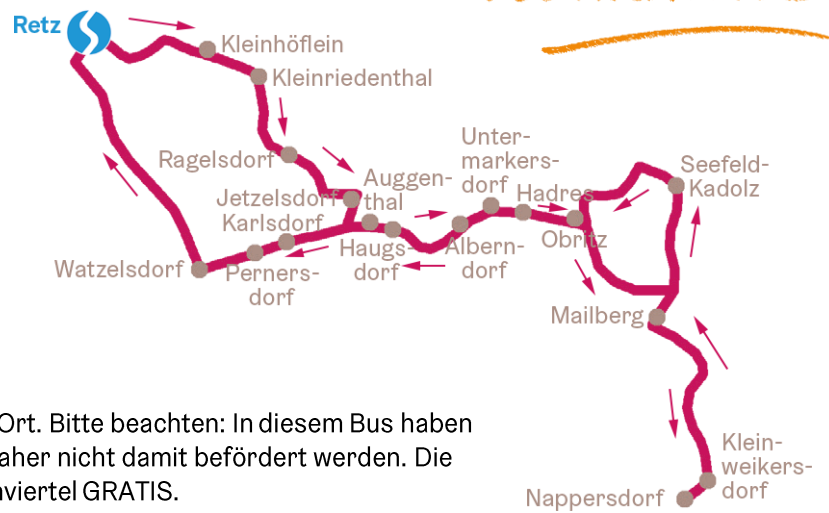 Retz
Kleinhöflein
Kleinriedenthal
Ragelsdorf
Jetzelsdorf
Auggen-
thal
Karlsdorf
Watzelsdorf
Perners-
dorf
Haugs-
dorf
Albern-
dorf
Unter-
markers-
dorf
Hadres
Obritz
Seefeld-
Kadolz
Mailberg
Klein-
weikers-
dorf
Nappersdorf
Ort. Bitte beachten: In diesem Bus haben
aher nicht damit befördert werden. Die
viertel GRATIS.